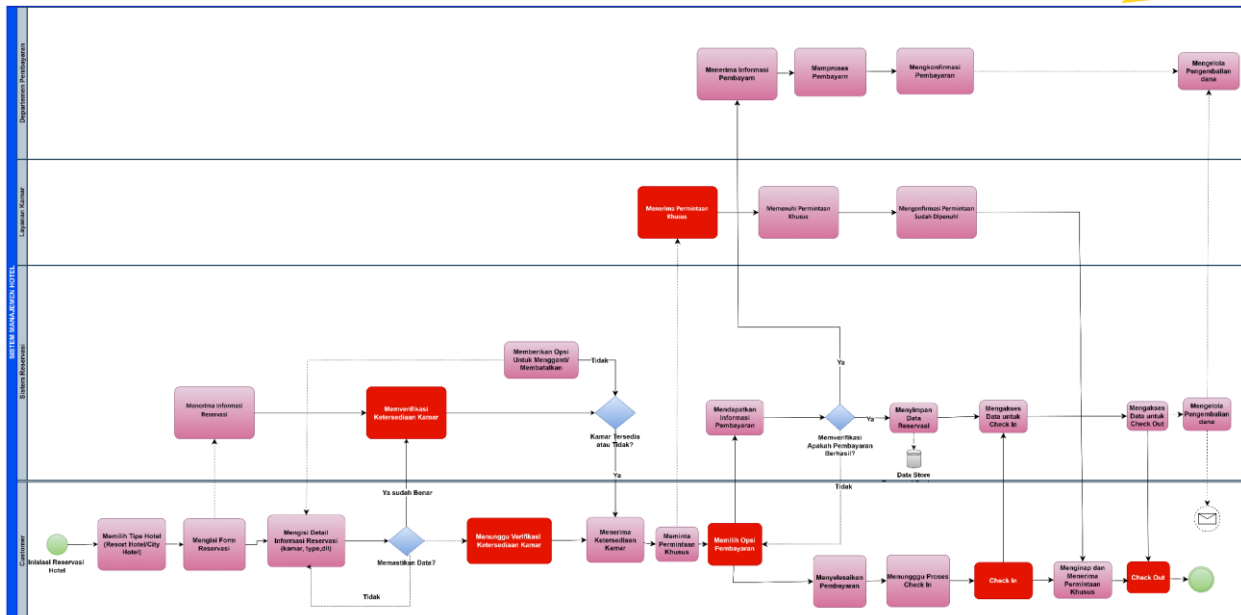 SISTEM MANAJEMEN HOTEL
Departemen Pembayaran
Menerima Informasi
Pembayarn
Mamproses
Pembayarn
Mengkonfirmasi
Pembayaran
Mengelola
Pengembalian
dana
Layanan Kamar
Menerima Permintaan
Khusus
Memenuhi Permintaan
Khusus
Mengonfirmasi Permintaan
Sudah Dipenuhi
Sistem Reservasi
Memberikan Opsi
Untuk Mengganti/
Membatalkan
Tidak
Menerima Informasi
Reservasi
Memverifikasi
Ketersediaan Kamar
Kamar Tersedia
atau Tidak?
Ya
Mendapatkan
Informasi
Pembayaran
Ya
Memverifikasi
Apakah Pembayaran
Berhasil?
Ya
Menyimpan
Data
Reservasi
Data Store
Mengakses
Data untuk
Check In
Mengakses
Data untuk
Check Out
Mengelola
Pengembalian
dana
Tidak
Customer
Inisiasi Reservasi
Hotel
Memilih Tipe Hotel
(Resort Hotel/City
Hotel)
Mengisi Form
Reservasi
Mengisi Detail
Informasi Reservasi
(kamar, type,dll)
Ya sudah Benar
Memastikan Data?
Tidak
Menunggu Verifikasi
Ketersediaan Kamar
Menerima
Ketersediaan
Kamar
Meminta
Permintaan
Khusus
Memilih Opsi
Pembayaran
Menyelesaikan
Pembayaran
Menungggu Proses
Check In
Check In
Menginap dan
Menerima
Permintaan
Khusus
Check Out